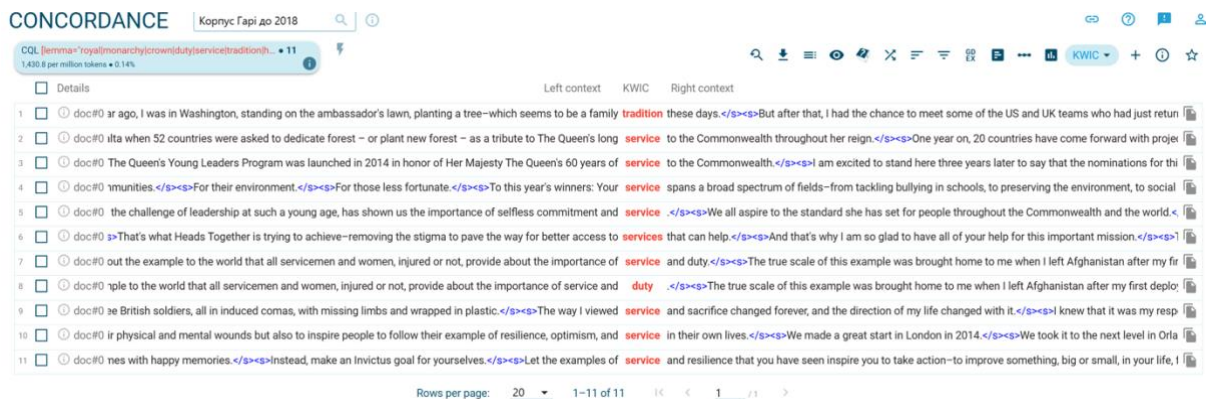 CONCORDANCE Корпус Гарі до 2018
CQL [lemma="royal|monarchy|crown|duty|service|tradition|h... • 11
1,430.8 per million tokens • 0.14%
KWIC
Details Left context KWIC Right context
1 doc#0 ar ago, I was in Washington, standing on the ambassador's lawn, planting a tree–which seems to be a family tradition these days.</s><s>But after that, I had the chance to meet some of the US and UK teams who had just retun
2 doc#0 alta when 52 countries were asked to dedicate forest – or plant new forest – as a tribute to The Queen's long service to the Commonwealth throughout her reign.</s><s>One year on, 20 countries have come forward with projec
3 doc#0 The Queen's Young Leaders Program was launched in 2014 in honor of Her Majesty The Queen's 60 years of service to the Commonwealth.</s><s>I am excited to stand here three years later to say that the nominations for thi
4 doc#0 nmunities.</s><s>For their environment.</s><s>For those less fortunate.</s><s>To this year's winners: Your service spans a broad spectrum of fields–from tackling bullying in schools, to preserving the environment, to social
5 doc#0 the challenge of leadership at such a young age, has shown us the importance of selfless commitment and service .</s><s>We all aspire to the standard she has set for people throughout the Commonwealth and the world.<
6 doc#0 s>That's what Heads Together is trying to achieve–removing the stigma to pave the way for better access to services that can help.</s><s>And that's why I am so glad to have all of your help for this important mission.</s><s>
7 doc#0 out the example to the world that all servicemen and women, injured or not, provide about the importance of service and duty.</s><s>The true scale of this example was brought home to me when I left Afghanistan after my fir
8 doc#0 nple to the world that all servicemen and women, injured or not, provide about the importance of service and duty .</s><s>The true scale of this example was brought home to me when I left Afghanistan after my first deploy
9 doc#0 ee British soldiers, all in induced comas, with missing limbs and wrapped in plastic.</s><s>The way I viewed service and sacrifice changed forever, and the direction of my life changed with it.</s><s>I knew that it was my resp
10 doc#0 ir physical and mental wounds but also to inspire people to follow their example of resilience, optimism, and service in their own lives.</s><s>We made a great start in London in 2014.</s><s>We took it to the next level in Orla
11 doc#0 mes with happy memories.</s><s>Instead, make an Invictus goal for yourselves.</s><s>Let the examples of service and resilience that you have seen inspire you to take action–to improve something, big or small, in your life,
Rows per page: 20 1–11 of 11 1 / 1